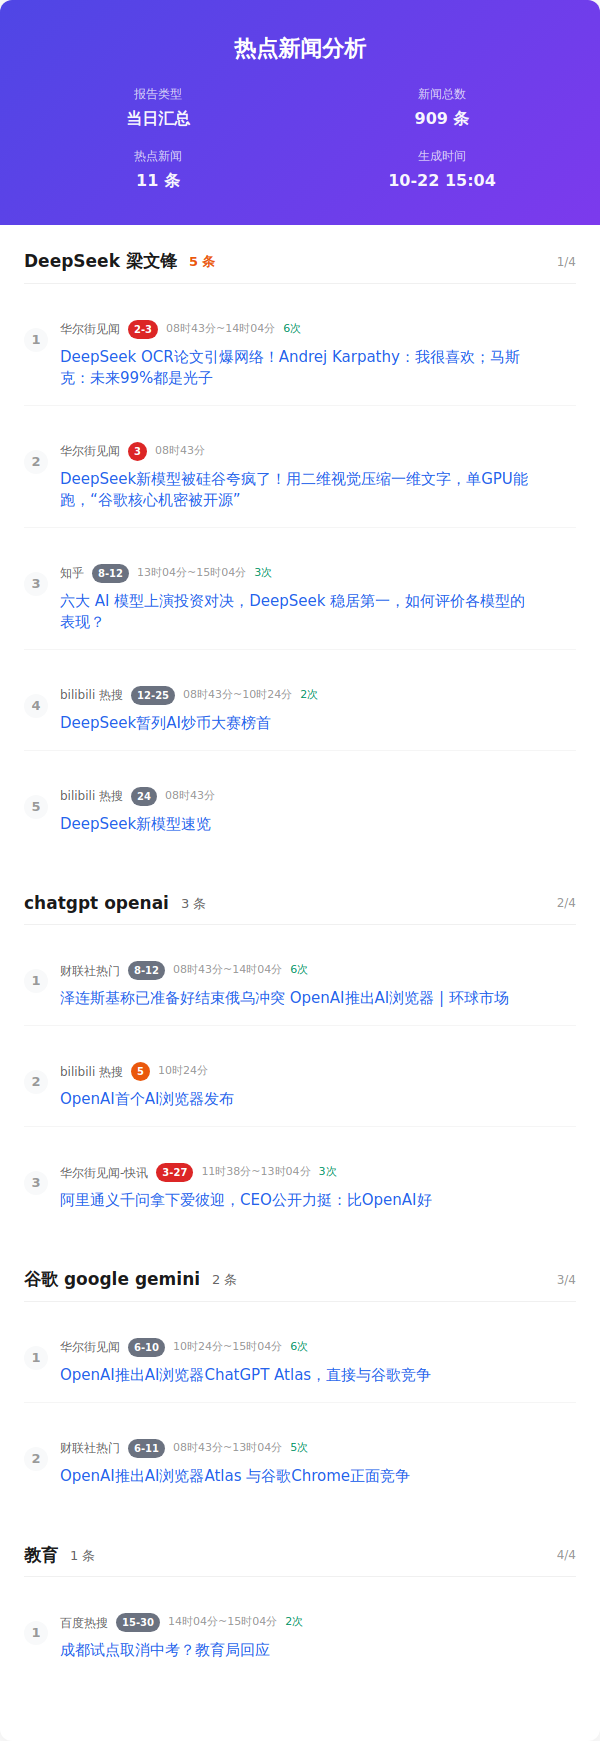 热点新闻分析
报告类型
当日汇总
新闻总数
909 条
热点新闻
11 条
生成时间
10-22 15:04
DeepSeek 梁文锋 5 条 1/4
1 华尔街见闻 2-3 08时43分~14时04分 6次
DeepSeek OCR论文引爆网络！Andrej Karpathy：我很喜欢；马斯
克：未来99%都是光子
2 华尔街见闻 3 08时43分
DeepSeek新模型被硅谷夸疯了！用二维视觉压缩一维文字，单GPU能
跑，“谷歌核心机密被开源”
3 知乎 8-12 13时04分~15时04分 3次
六大 AI 模型上演投资对决，DeepSeek 稳居第一，如何评价各模型的
表现？
4 bilibili 热搜 12-25 08时43分~10时24分 2次
DeepSeek暂列AI炒币大赛榜首
5 bilibili 热搜 24 08时43分
DeepSeek新模型速览
chatgpt openai 3 条 2/4
1 财联社热门 8-12 08时43分~14时04分 6次
泽连斯基称已准备好结束俄乌冲突 OpenAI推出AI浏览器 | 环球市场
2 bilibili 热搜 5 10时24分
OpenAI首个AI浏览器发布
3 华尔街见闻-快讯 3-27 11时38分~13时04分 3次
阿里通义千问拿下爱彼迎，CEO公开力挺：比OpenAI好
谷歌 google gemini 2 条 3/4
1 华尔街见闻 6-10 10时24分~15时04分 6次
OpenAI推出AI浏览器ChatGPT Atlas，直接与谷歌竞争
2 财联社热门 6-11 08时43分~13时04分 5次
OpenAI推出AI浏览器Atlas 与谷歌Chrome正面竞争
教育 1 条 4/4
1 百度热搜 15-30 14时04分~15时04分 2次
成都试点取消中考？教育局回应